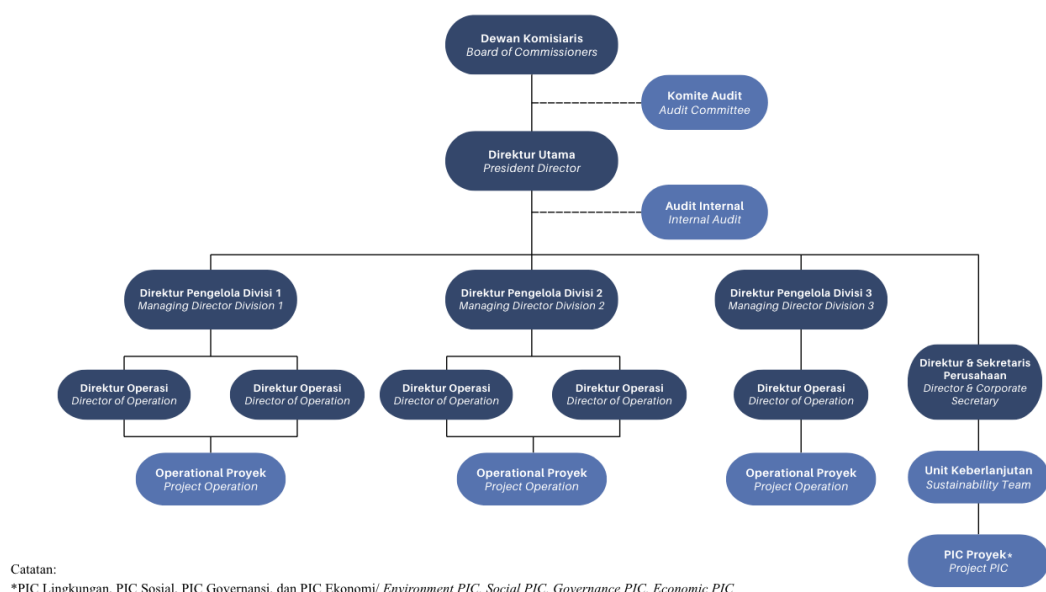 Dewan Komisiaris
Board of Commissioners
Komite Audit
Audit Committee
Direktur Utama
President Director
Audit Internal
Internal Audit
Direktur Pengelola Divisi 1
Managing Director Division 1
Direktur Pengelola Divisi 2
Managing Director Division 2
Direktur Pengelola Divisi 3
Managing Director Division 3
Direktur & Sekretaris
Perusahaan
Director & Corporate
Secretary
Direktur Operasi
Director of Operation
Direktur Operasi
Director of Operation
Direktur Operasi
Director of Operation
Direktur Operasi
Director of Operation
Direktur Operasi
Director of Operation
Operational Proyek
Project Operation
Operational Proyek
Project Operation
Operational Proyek
Project Operation
Unit Keberlanjutan
Sustainability Team
PIC Proyek*
Project PIC
Catatan:
*PIC Lingkungan, PIC Sosial, PIC Governansi, dan PIC Ekonomi/ Environment PIC, Social PIC, Governance PIC, Economic PIC